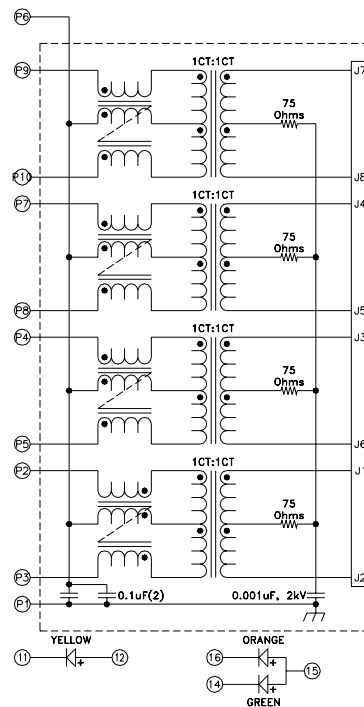 P6
P9
1CT:1CT
J7
75
Ohms
P10
J8
P7
1CT:1CT
J4
75
Ohms
P8
J5
P4
1CT:1CT
J3
75
Ohms
P5
J6
P2
1CT:1CT
J1
75
Ohms
P3
J2
0.1uF(2)
0.001uF, 2kV
P1
YELLOW
11
+
12
ORANGE
16
+
15
14
+
GREEN